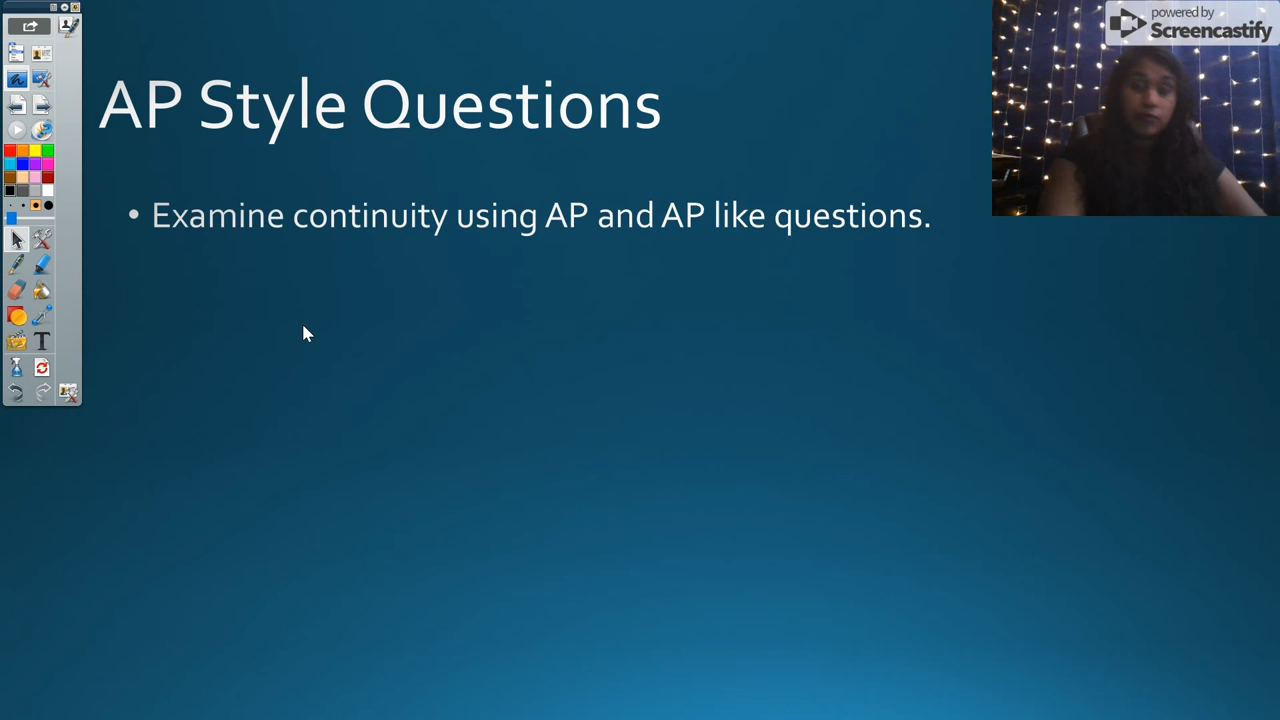 powered by
Screencastify
AP Style Questions
• Examine continuity using AP and AP like questions.
T